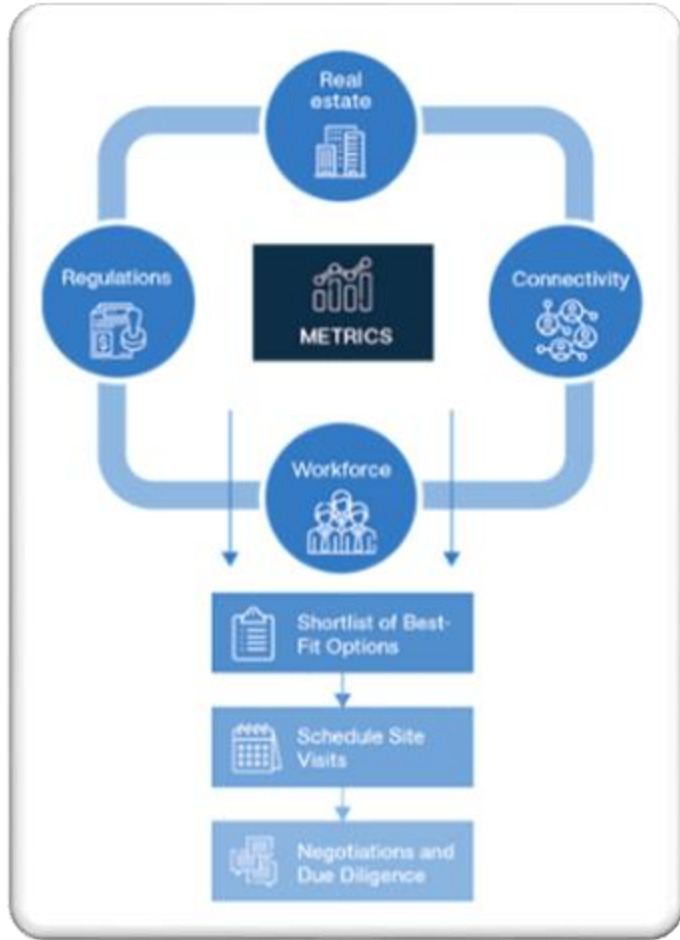 Real
estate
Regulations
Connectivity
METRICS
Workforce
Shortlist of Best-
Fit Options
Schedule Site
Visits
Negotiations and
Due Diligence